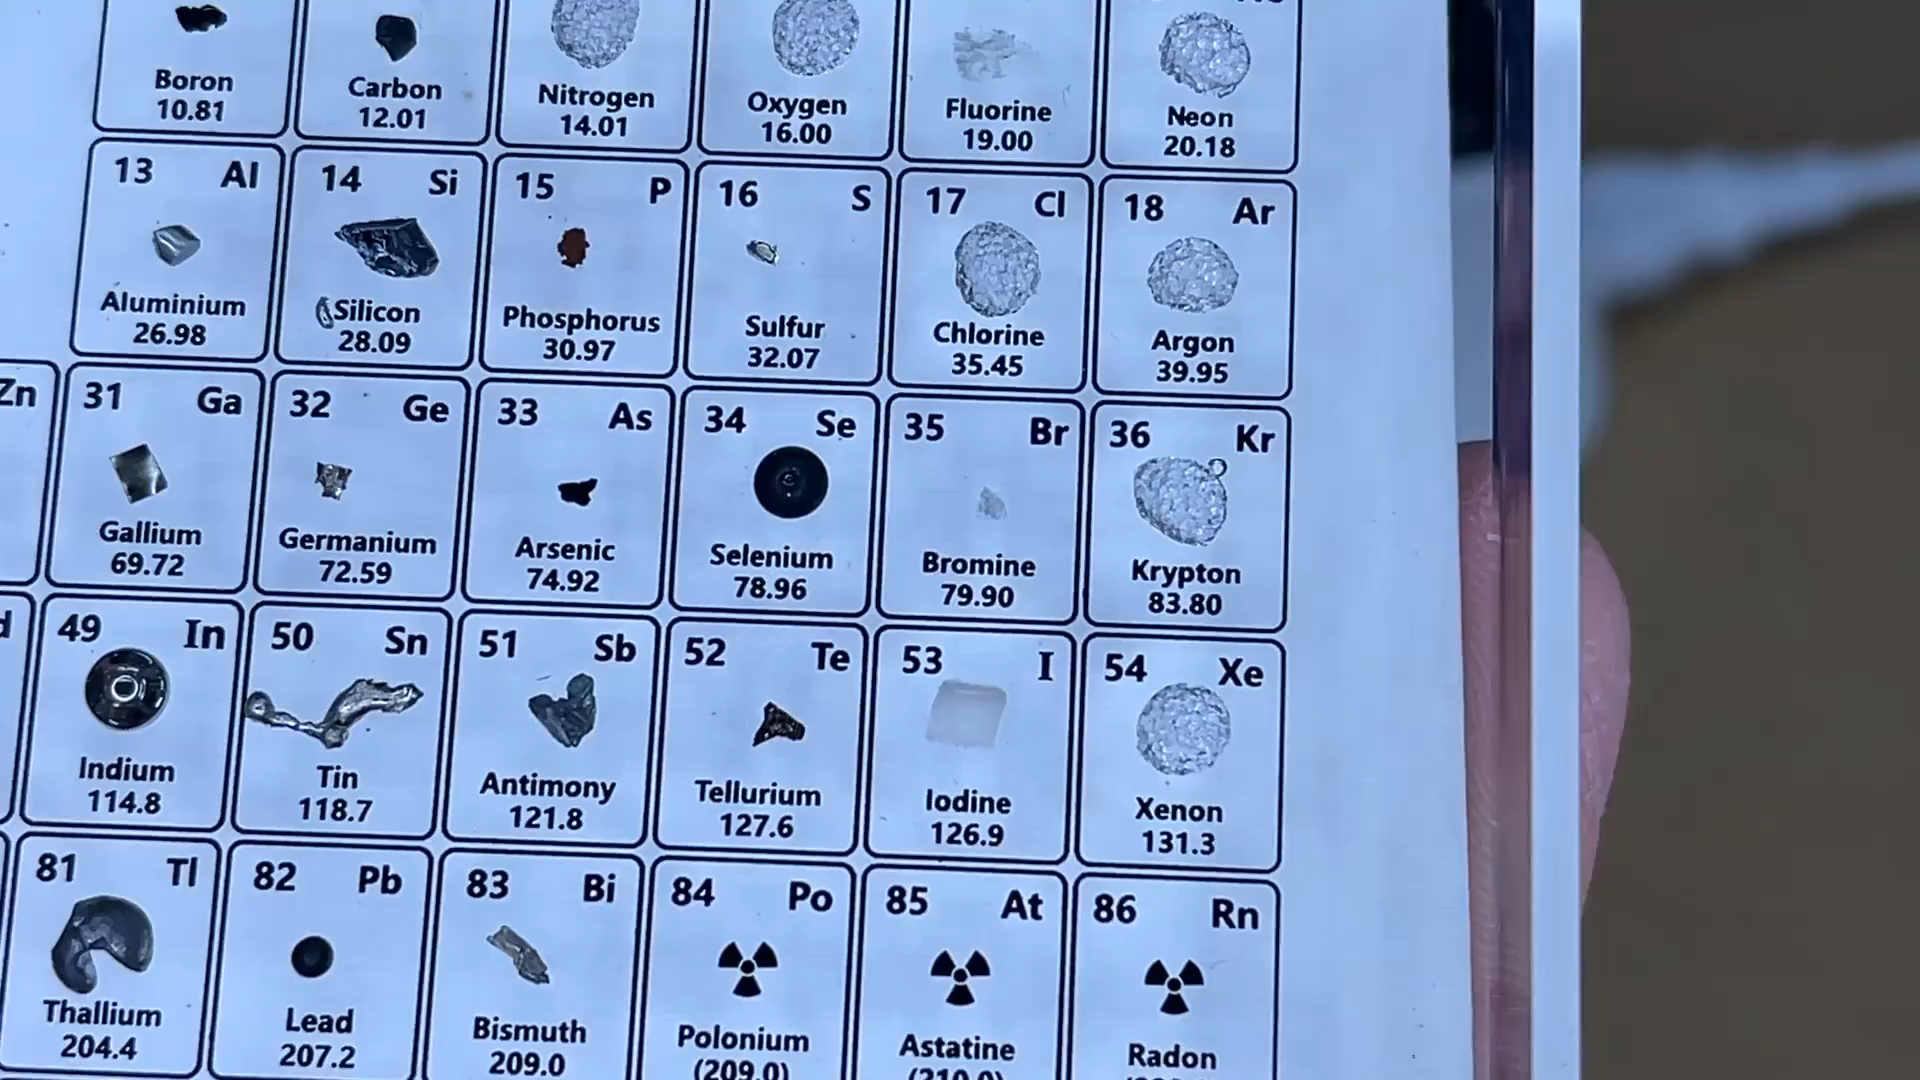 Boron
10.81
Carbon
12.01
Nitrogen
14.01
Oxygen
16.00
Fluorine
19.00
Neon
20.18
13 Al
Aluminium
26.98
14 Si
Silicon
28.09
15 P
Phosphorus
30.97
16 S
Sulfur
32.07
17 Cl
Chlorine
35.45
18 Ar
Argon
39.95
Zn
31 Ga
Gallium
69.72
32 Ge
Germanium
72.59
33 As
Arsenic
74.92
34 Se
Selenium
78.96
35 Br
Bromine
79.90
36 Kr
Krypton
83.80
49 In
Indium
114.8
50 Sn
Tin
118.7
51 Sb
Antimony
121.8
52 Te
Tellurium
127.6
53 I
Iodine
126.9
54 Xe
Xenon
131.3
81 Tl
Thallium
204.4
82 Pb
Lead
207.2
83 Bi
Bismuth
209.0
84 Po
Polonium
(209.0)
85 At
Astatine
(210.0)
86 Rn
Radon